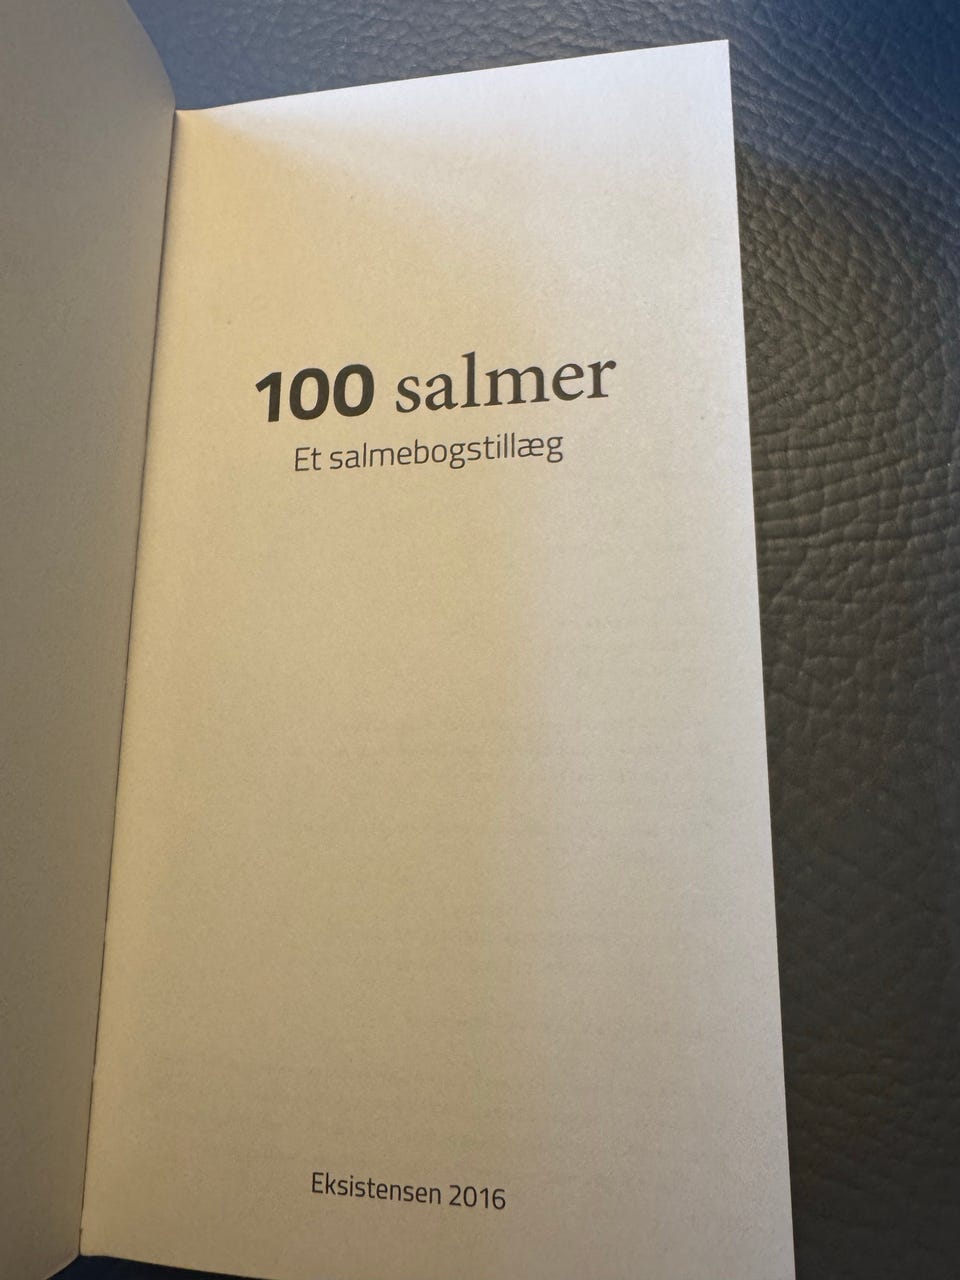 100 salmer
Et salmebogstillæg
Eksistensen 2016